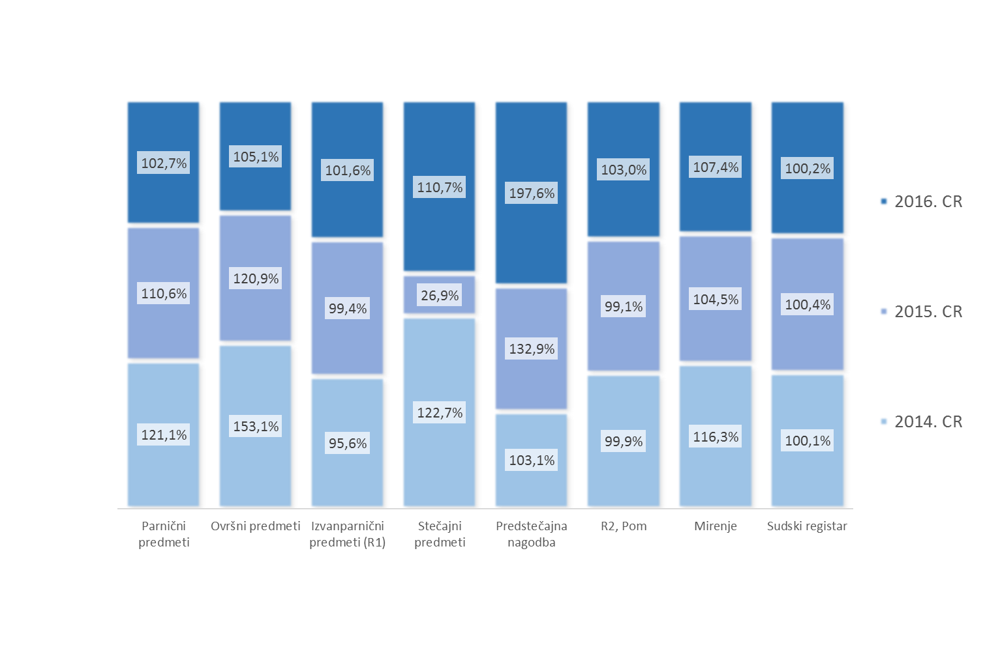 102,7%
105,1%
101,6%
110,7%
197,6%
103,0%
107,4%
100,2%
110,6%
120,9%
99,4%
26,9%
132,9%
99,1%
104,5%
100,4%
121,1%
153,1%
95,6%
122,7%
103,1%
99,9%
116,3%
100,1%
Parnični
predmeti
Ovršni predmeti
Izvanparnični
predmeti (R1)
Stečajni
predmeti
Predstečajna
nagodba
R2, Pom
Mirenje
Sudski registar
2016. CR
2015. CR
2014. CR